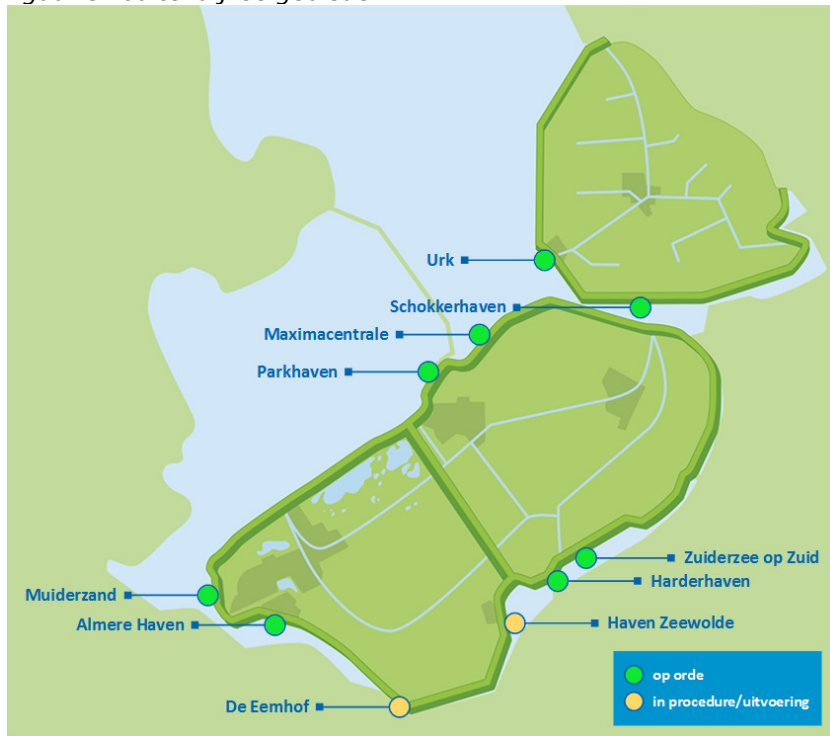 Urk
Schokkerhaven
Maximacentrale
Parkhaven
Zuiderzee op Zuid
Harderhaven
Muiderzand
Haven Zeewolde
Almere Haven
De Eemhof
op orde
in procedure/uitvoering